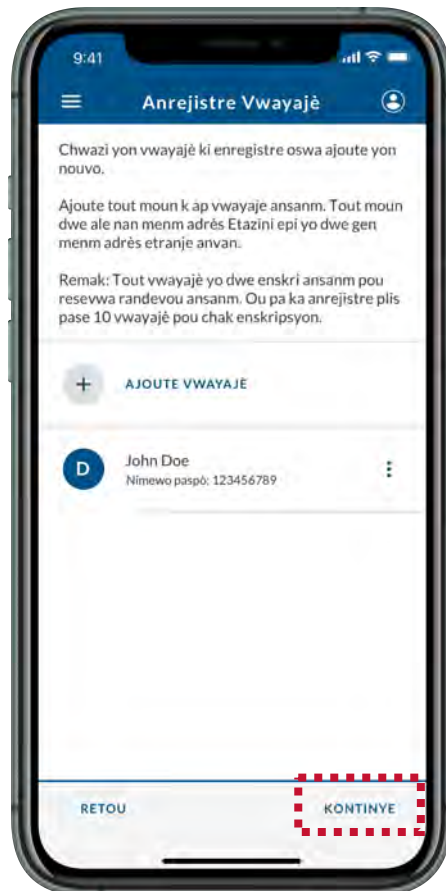 9:41
Anrejistre Vwayajè
Chwazi yon vwayajè ki enregistre oswa ajoute yon
nouvo.
Ajoute tout moun k ap vwayaje ansanm. Tout moun
dwe ale nan menm adrès Etazini epi yo dwe gen
menm adrès etranje anvan.
Remak: Tout vwayajè yo dwe enskri ansanm pou
resevwa randevou ansanm. Ou pa ka anrejistre plis
pase 10 vwayajè pou chak enskripsyon.
+ AJOUTE VWAYAJÈ
D
John Doe
Nimewo paspò: 123456789
RETOU KONTINYE